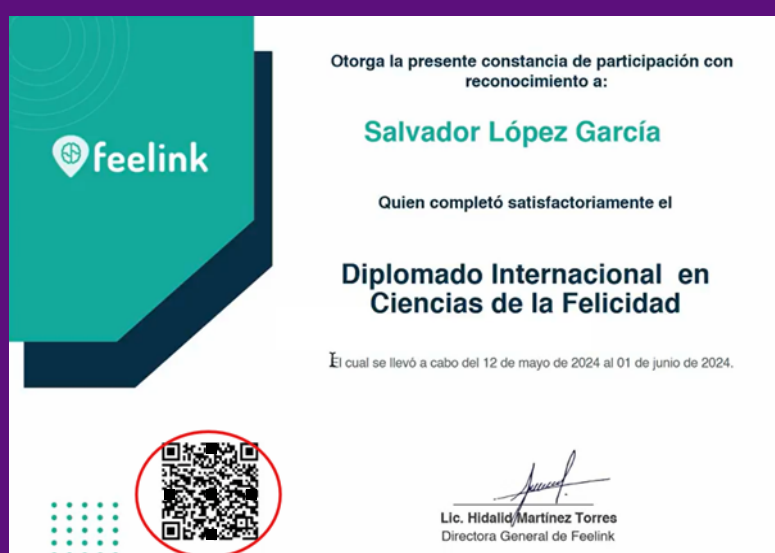 feelink
Otorga la presente constancia de participación con
reconocimiento a:
Salvador López García
Quien completó satisfactoriamente el
Diplomado Internacional en
Ciencias de la Felicidad
El cual se llevó a cabo del 12 de mayo de 2024 al 01 de junio de 2024.
Lic. Hidalid Martínez Torres
Directora General de Feelink